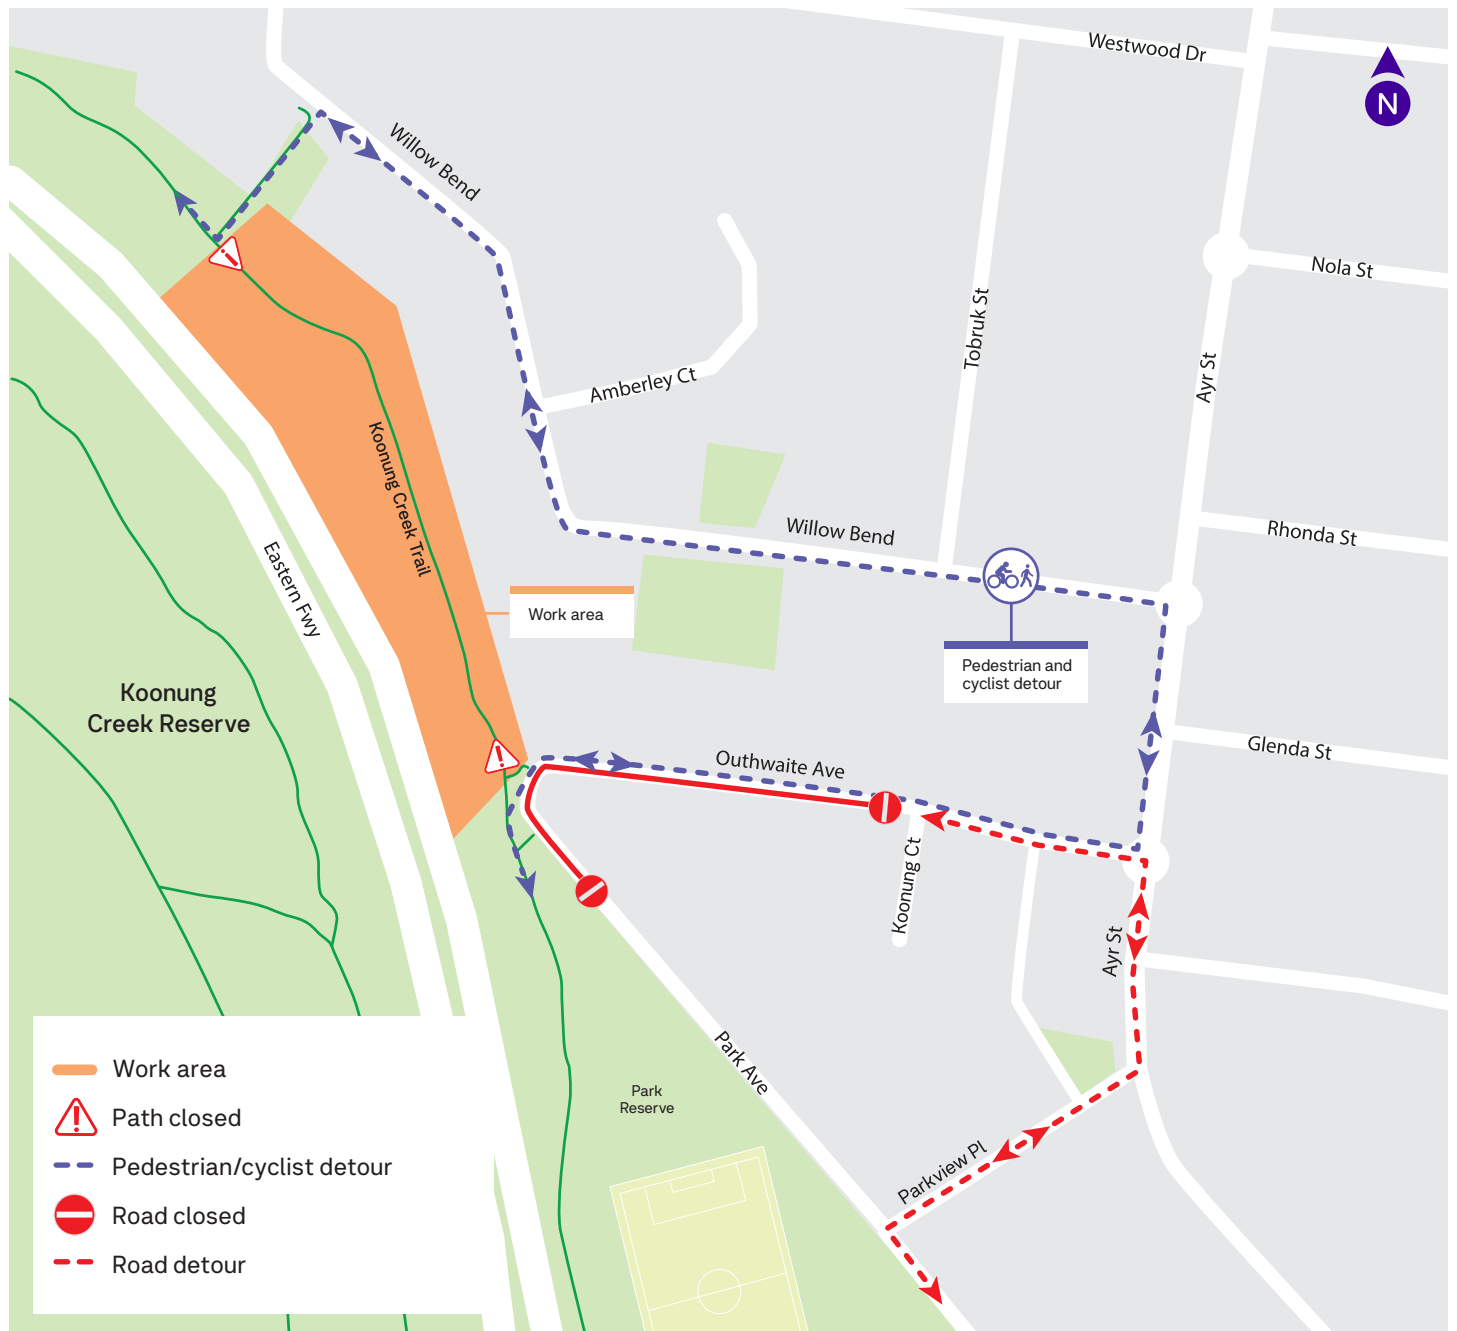 Westwood Dr
N
Willow Bend
Nola St
Tobruk St
Ayr St
Amberley Ct
Koonung Creek Trail
Willow Bend
Rhonda St
Eastern Fwy
Work area
Pedestrian and
cyclist detour
Koonung
Creek Reserve
Outhwaite Ave
Glenda St
Koonung Ct
Ayr St
Park Ave
Park
Reserve
Parkview Pl
Work area
Path closed
Pedestrian/cyclist detour
Road closed
Road detour